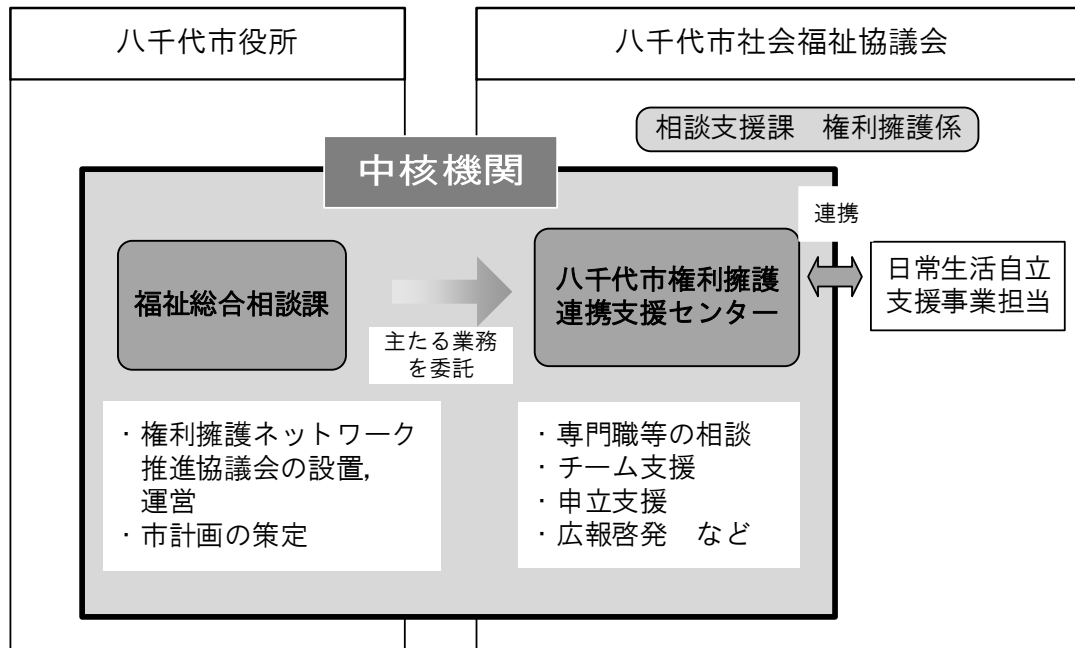 八千代市役所
八千代市社会福祉協議会
相談支援課　権利擁護係
中核機関
連携
福祉総合相談課
主たる業務
を委託
八千代市権利擁護
連携支援センター
日常生活自立
支援事業担当
・権利擁護ネットワーク
推進協議会の設置，
運営
・市計画の策定
・専門職等の相談
・チーム支援
・申立支援
・広報啓発　など